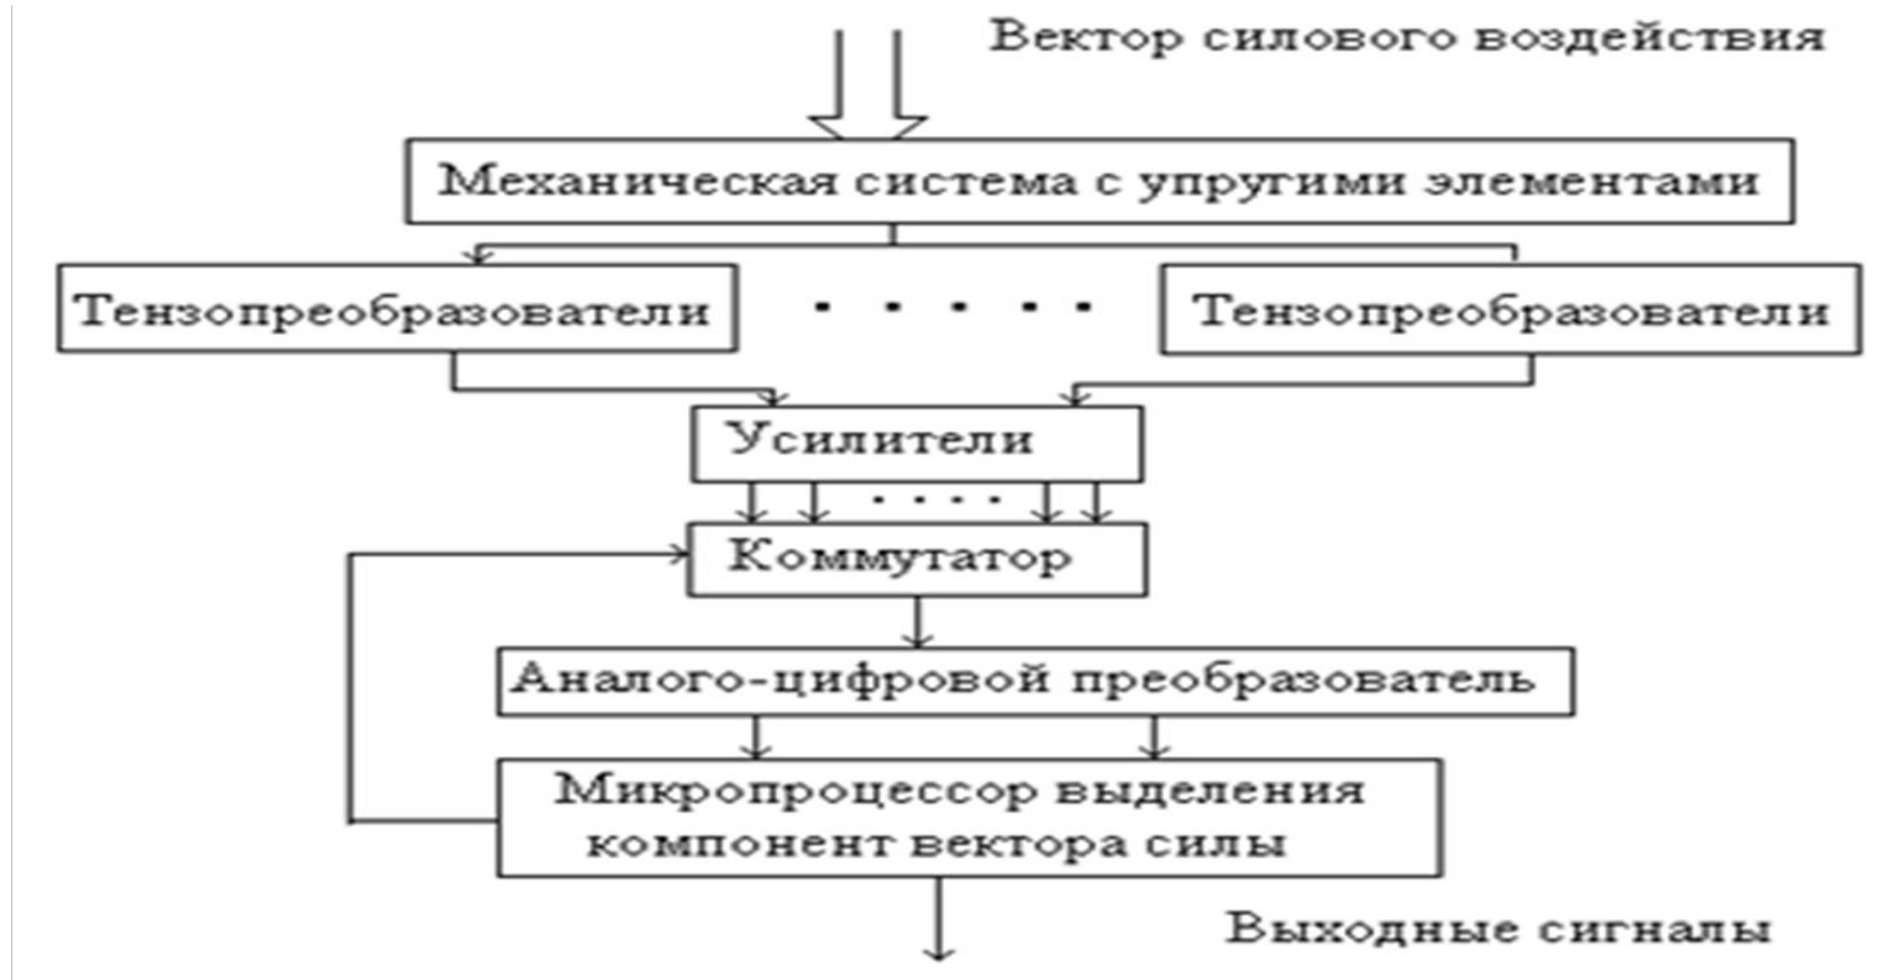 Вектор силового воздействия
Механическая система с упругими элементами
Тензопреобразователи
Тензопреобразователи
Усилители
Коммутатор
Аналого-цифровой преобразователь
Микропроцессор выделения
компонент вектора силы
Выходные сигналы